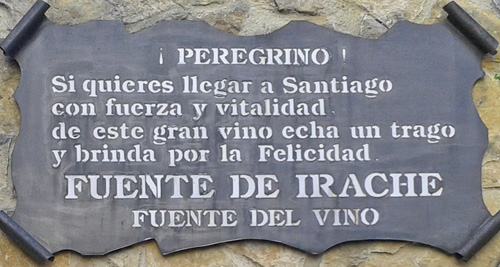 ¡ PEREGRINO !
Si quieres llegar a Santiago
con fuerza y vitalidad
de este gran vino echa un trago
y brinda por la Felicidad.
FUENTE DE IRACHE
FUENTE DEL VINO